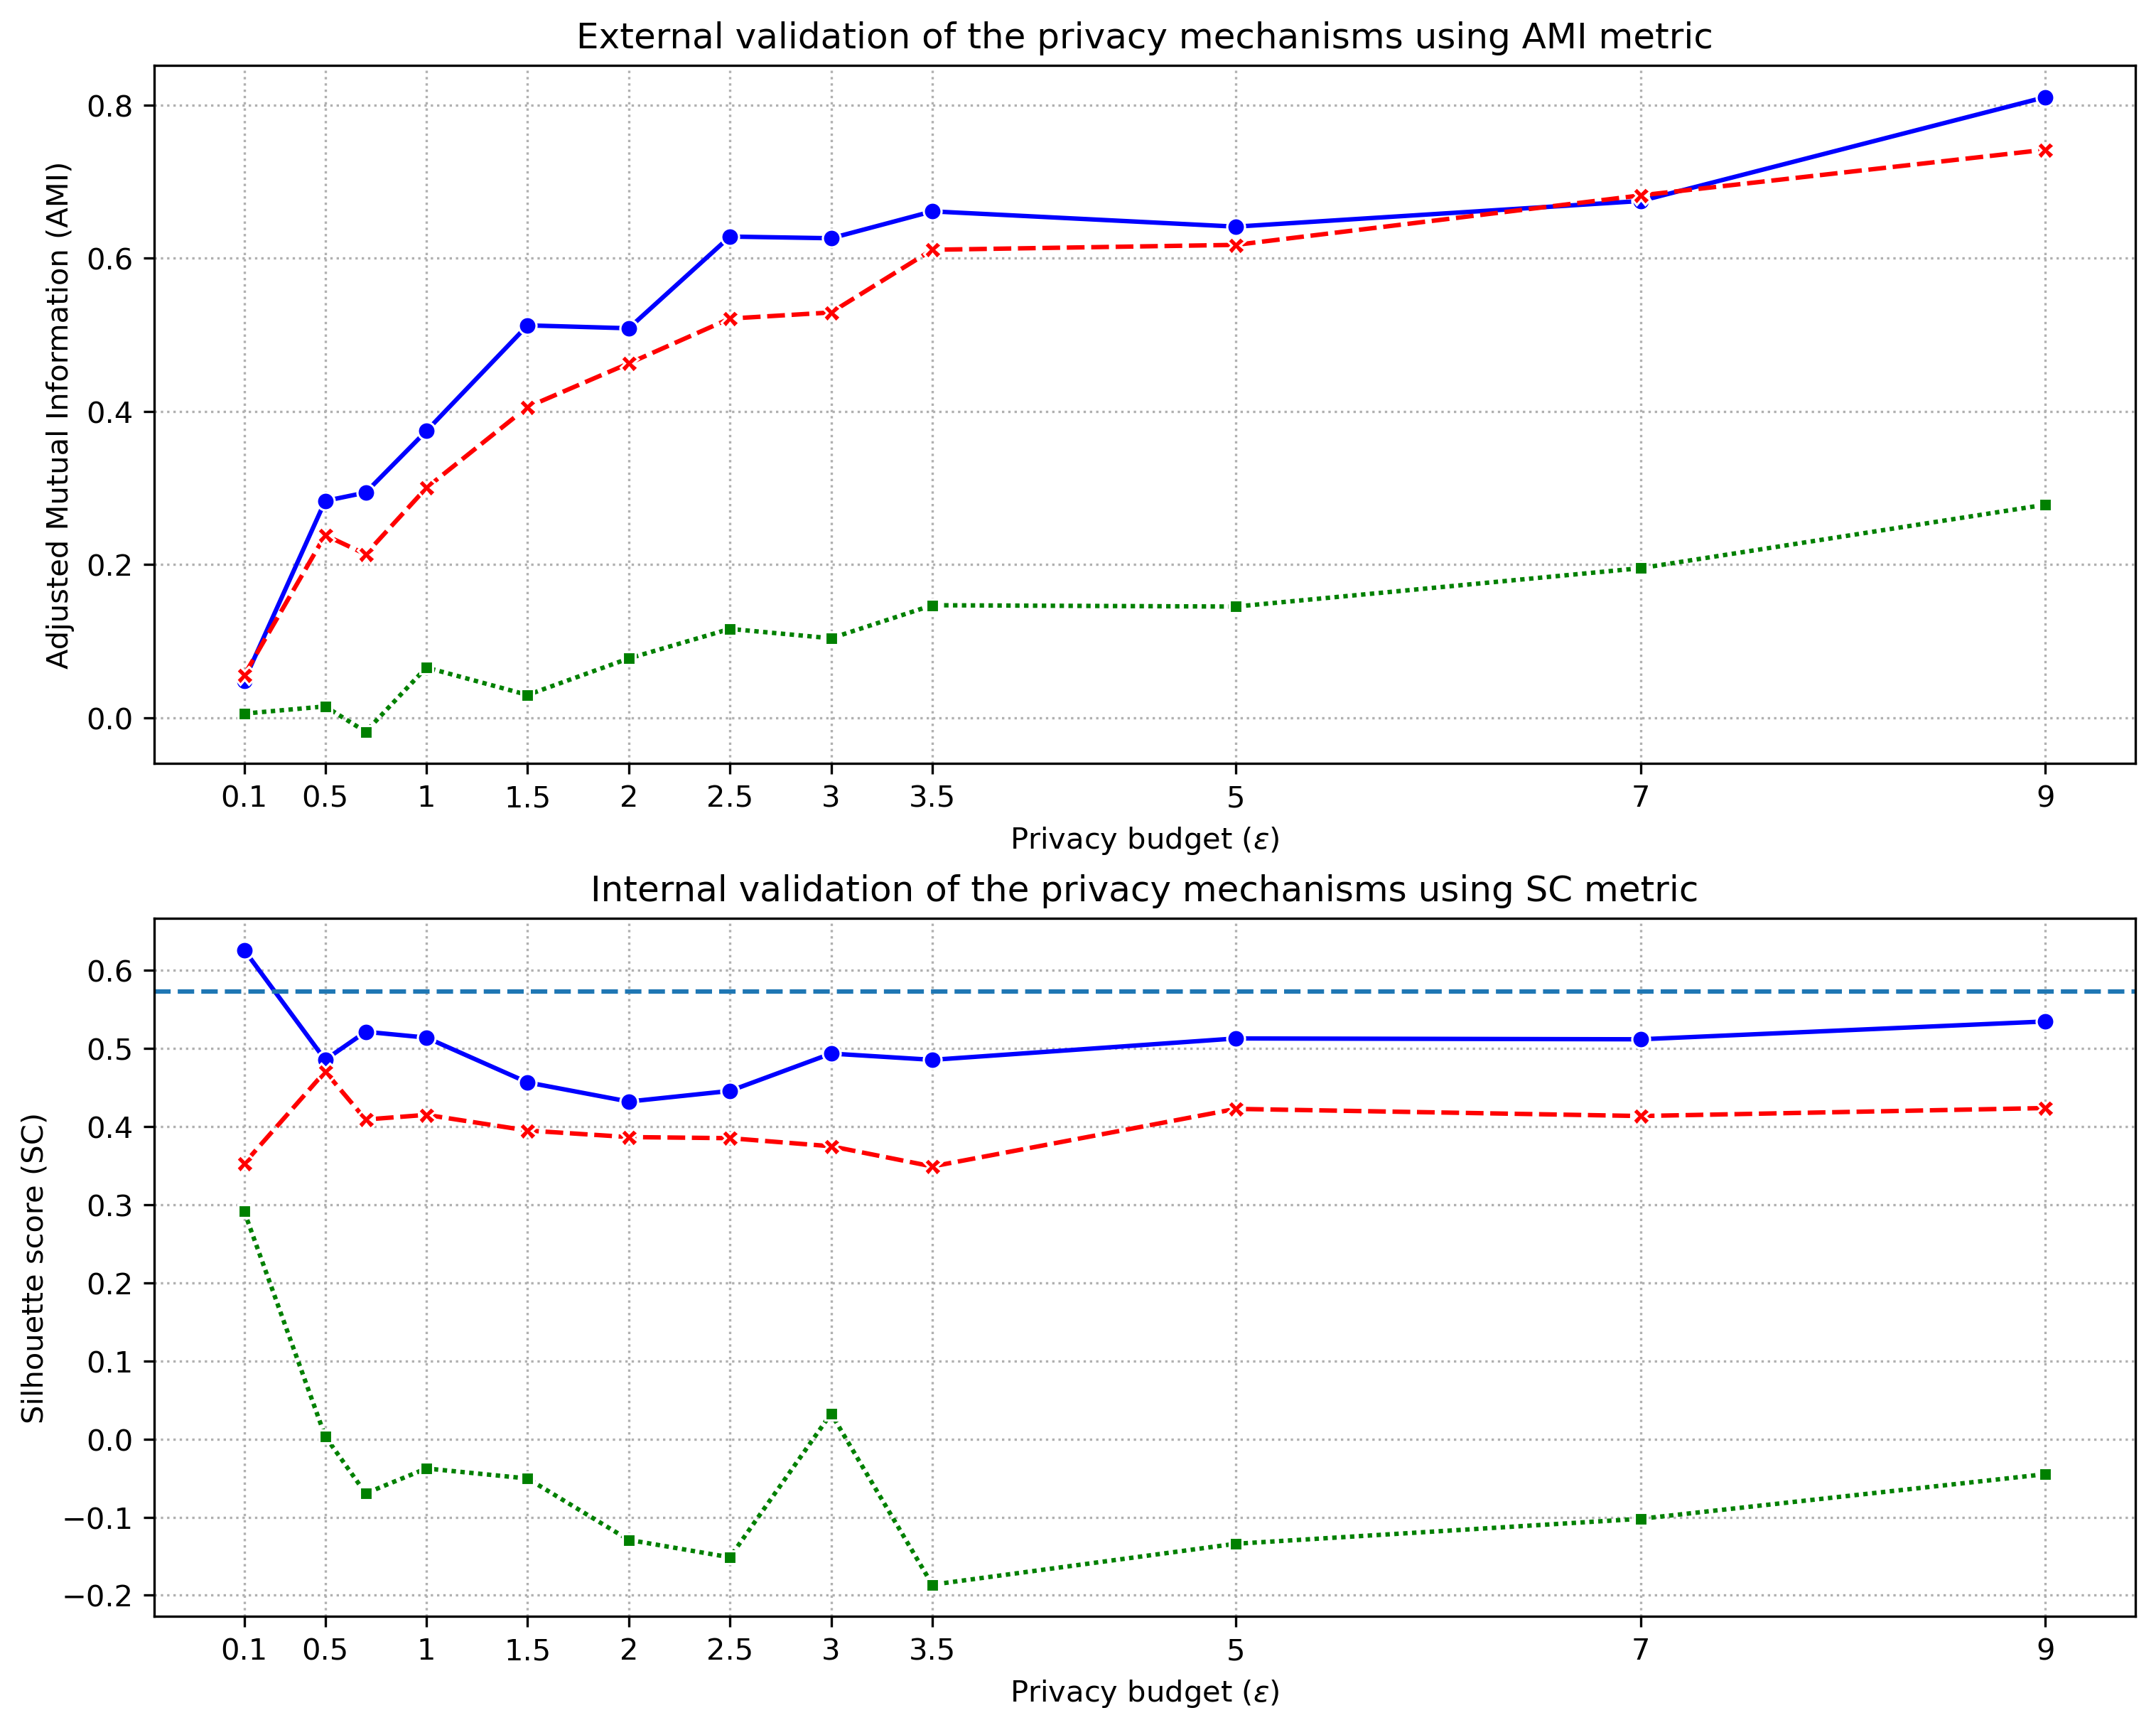 External validation of the privacy mechanisms using AMI metric
Adjusted Mutual Information (AMI)
0.8
0.6
0.4
0.2
0.0
0.1 0.5 1 1.5 2 2.5 3 3.5 5 7 9
Privacy budget (ε)
Internal validation of the privacy mechanisms using SC metric
Silhouette score (SC)
0.6
0.5
0.4
0.3
0.2
0.1
0.0
−0.1
−0.2
0.1 0.5 1 1.5 2 2.5 3 3.5 5 7 9
Privacy budget (ε)